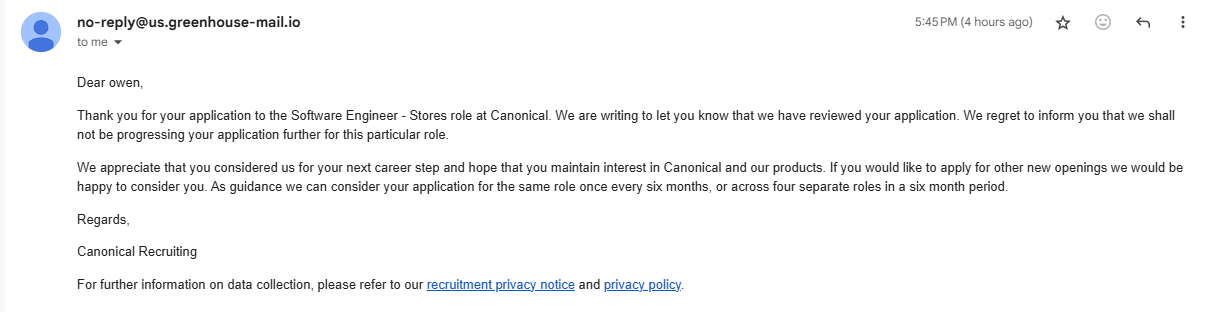 no-reply@us.greenhouse-mail.io
5:45 PM (4 hours ago)
to me
Dear owen,
Thank you for your application to the Software Engineer - Stores role at Canonical. We are writing to let you know that we have reviewed your application. We regret to inform you that we shall
not be progressing your application further for this particular role.
We appreciate that you considered us for your next career step and hope that you maintain interest in Canonical and our products. If you would like to apply for other new openings we would be
happy to consider you. As guidance we can consider your application for the same role once every six months, or across four separate roles in a six month period.
Regards,
Canonical Recruiting
For further information on data collection, please refer to our recruitment privacy notice and privacy policy.